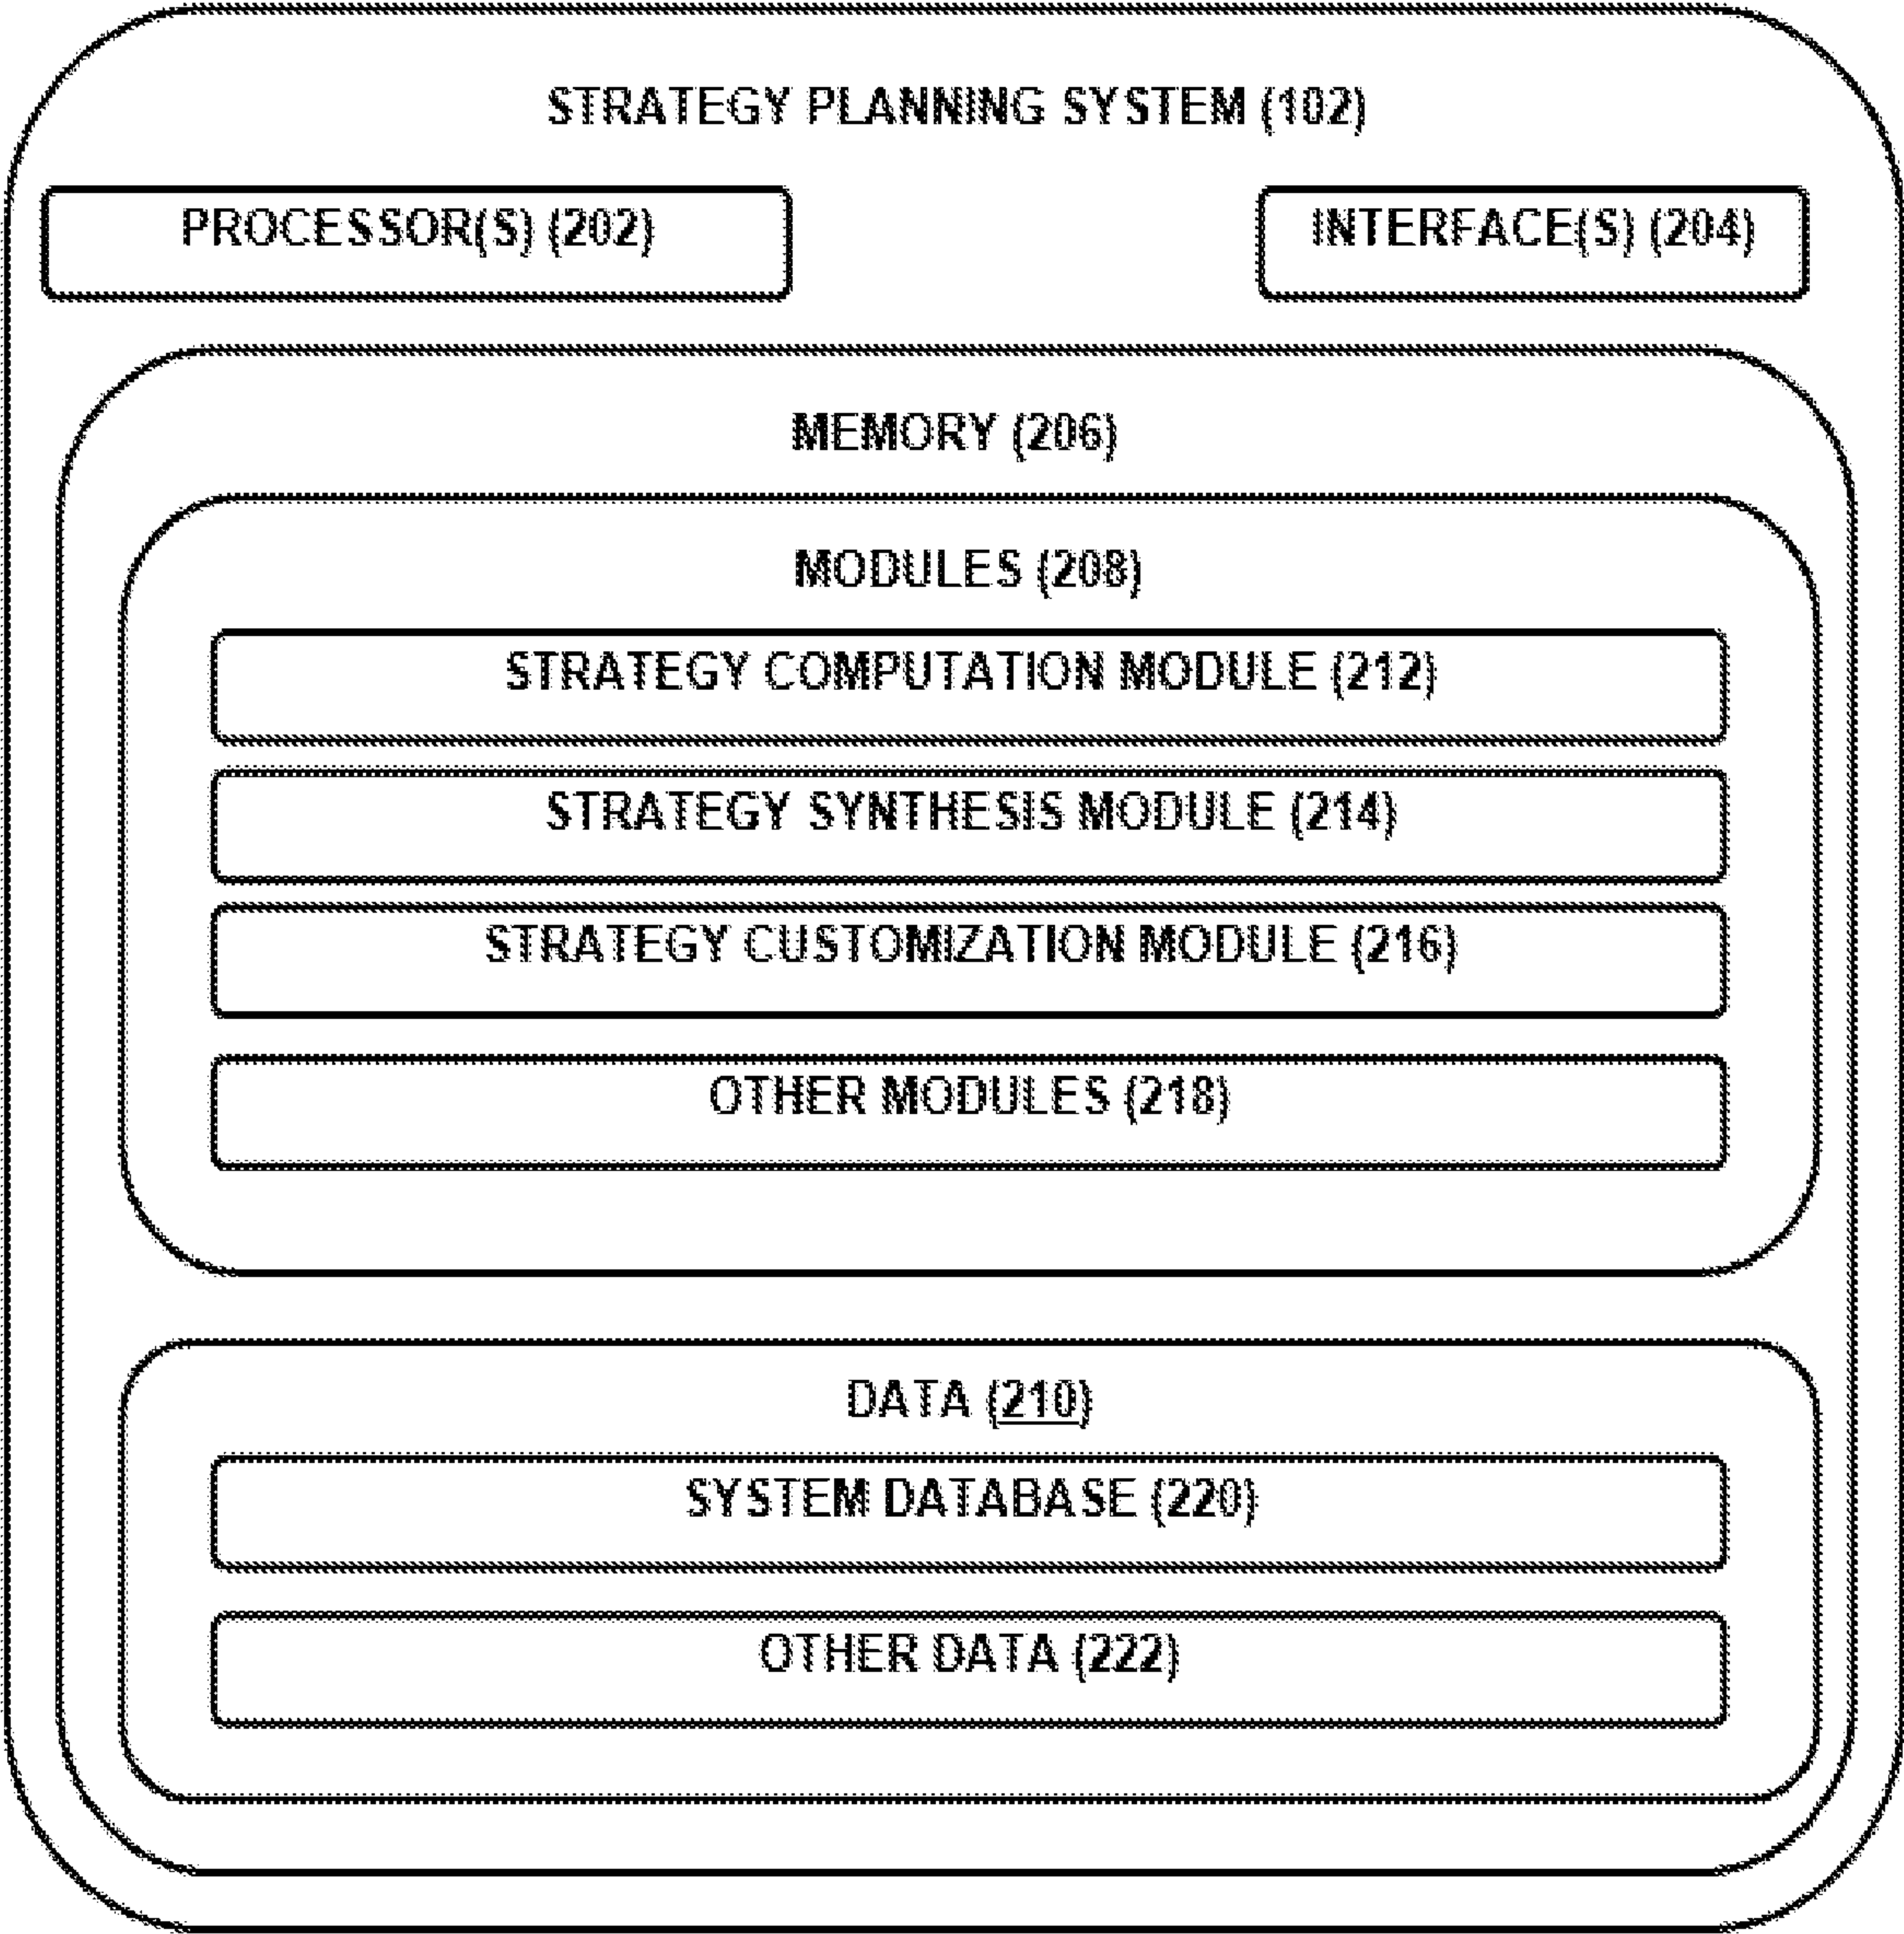 STRATEGY PLANNING SYSTEM (102)
PROCESSOR(S) (202)
INTERFACE(S) (204)
MEMORY (206)
MODULES (208)
STRATEGY COMPUTATION MODULE (212)
STRATEGY SYNTHESIS MODULE (214)
STRATEGY CUSTOMIZATION MODULE (216)
OTHER MODULES (218)
DATA (210)
SYSTEM DATABASE (220)
OTHER DATA (222)